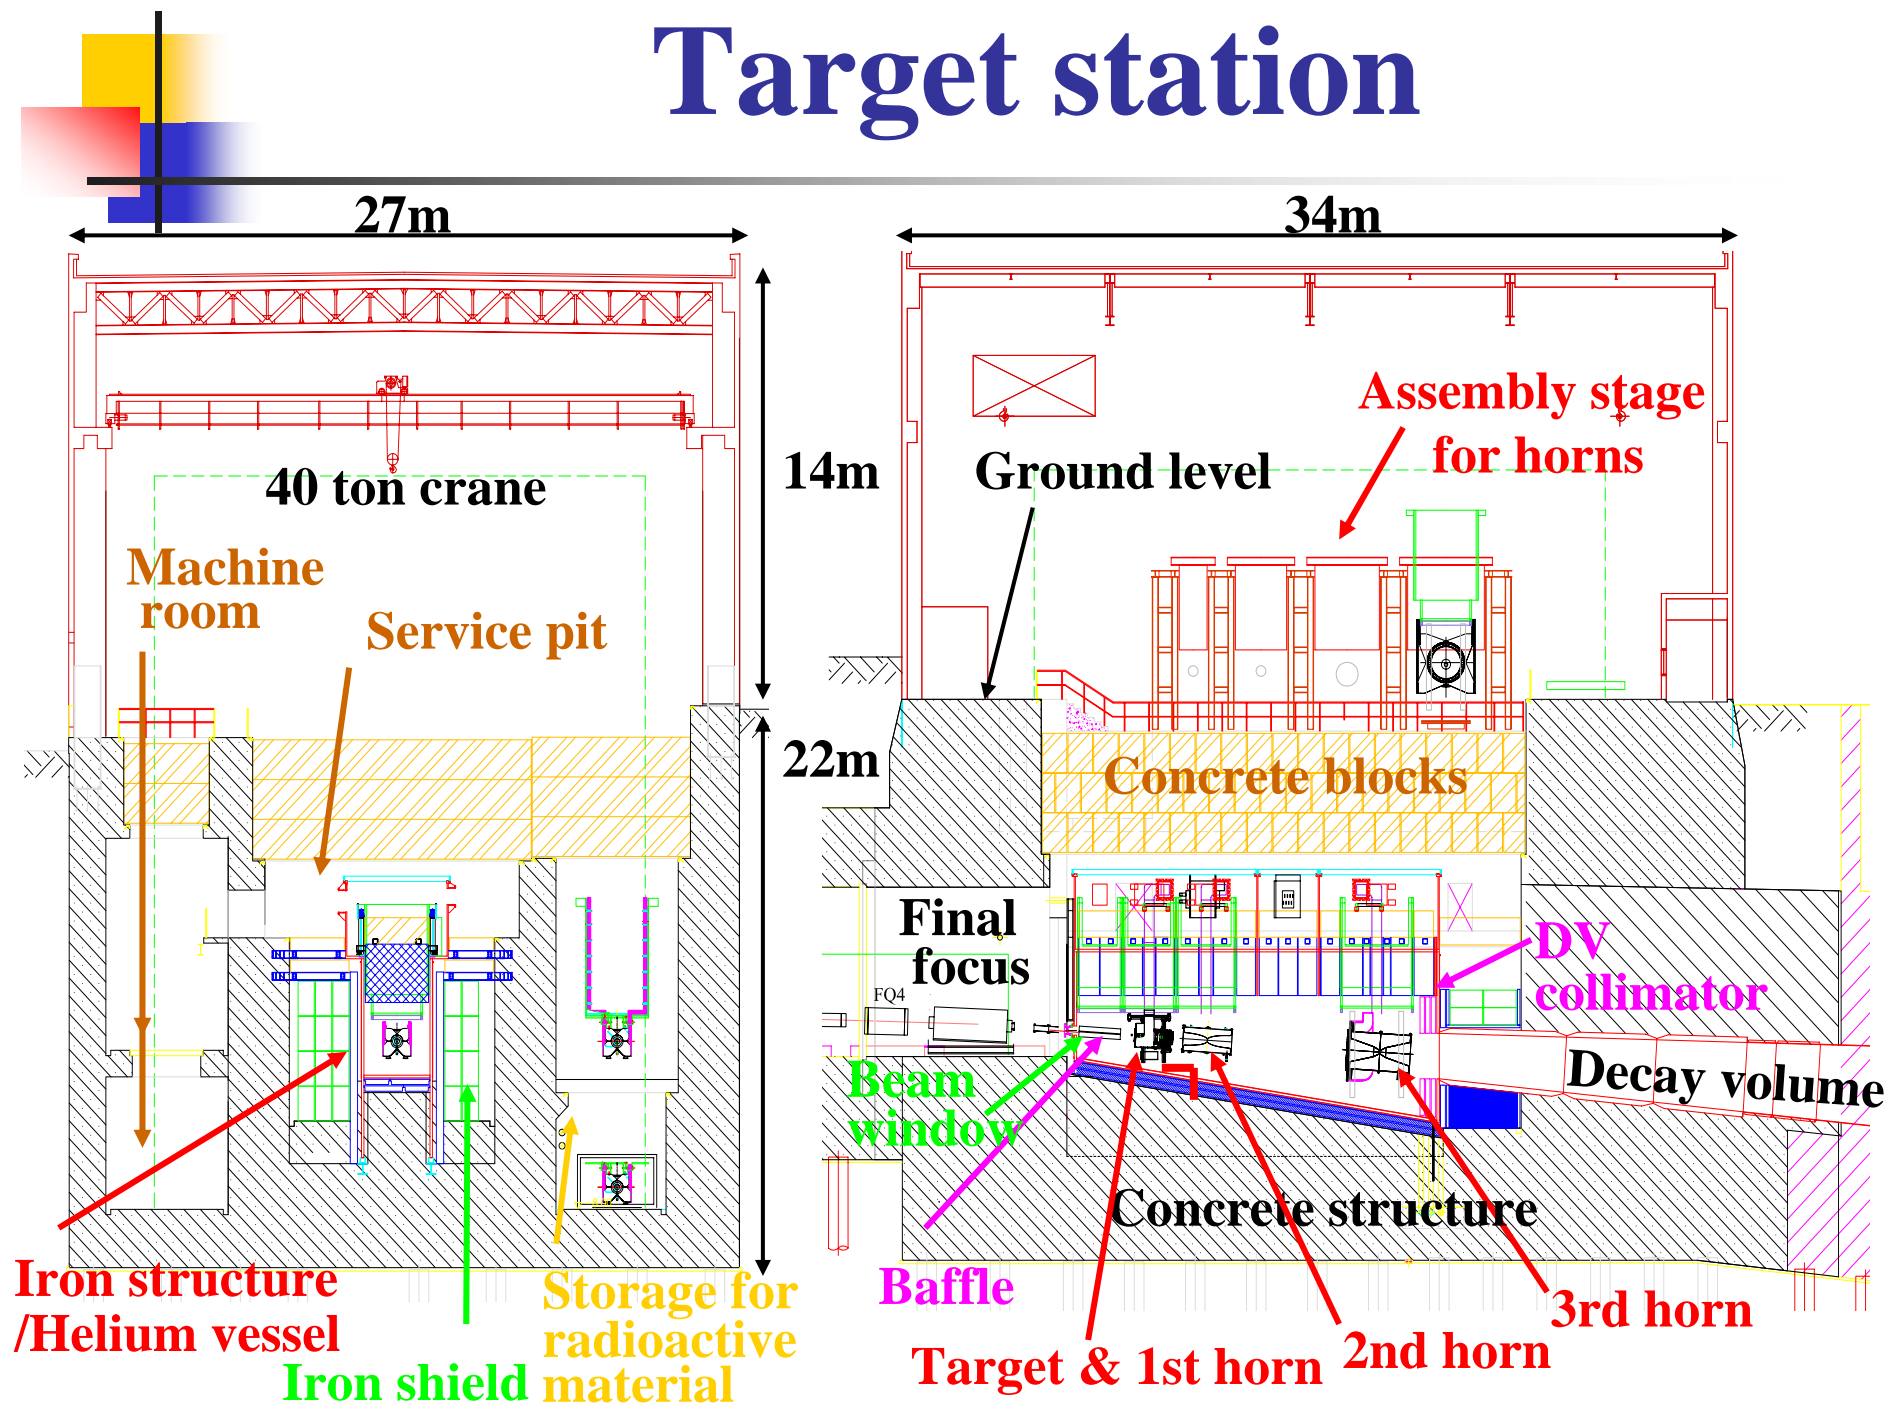 Target station
27m
34m
Assembly stage
for horns
14m
Ground level
40 ton crane
Machine
room
Service pit
22m
Concrete blocks
Final
focus
FQ4
DV
collimator
Beam
window
Decay volume
Concrete structure
Iron structure
/Helium vessel
Iron shield
Storage for
radioactive
material
Baffle
Target & 1st horn
2nd horn
3rd horn